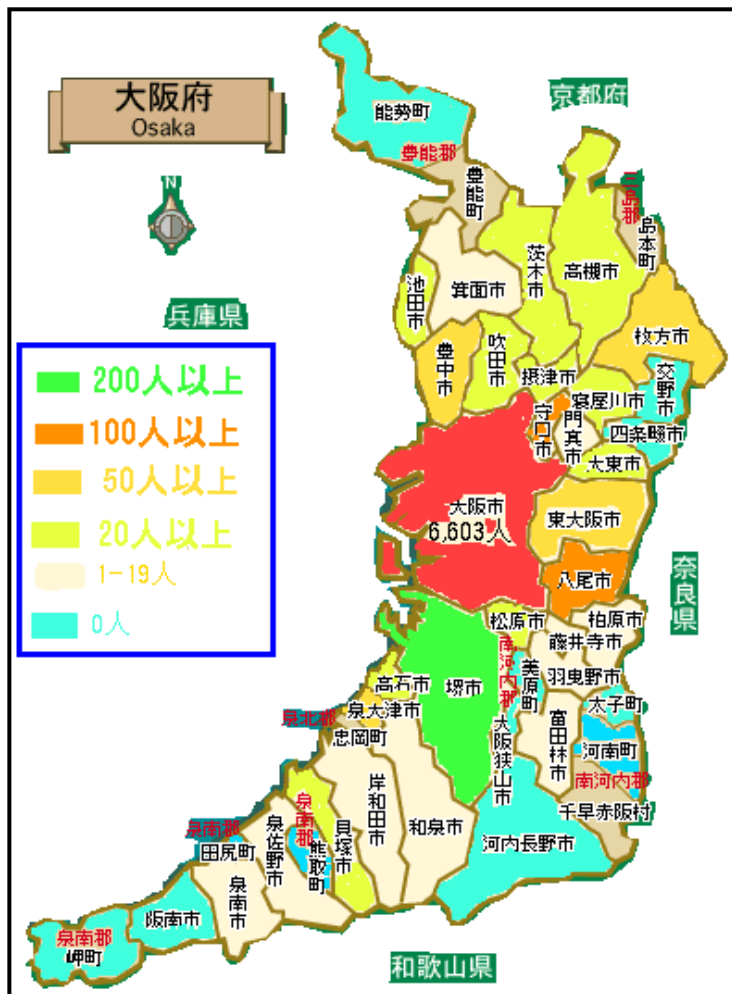 大阪府
Osaka
N
京都府
兵庫県
奈良県
和歌山県
200人以上
100人以上
50人以上
20人以上
1-19人
0人
能勢町
豊能郡
豊能町
三島郡
島本町
茨木市
高槻市
池田市
箕面市
枚方市
豊中市
吹田市
摂津市
交野市
寝屋川市
守口市
門真市
四条畷市
大東市
大阪市
6,603人
東大阪市
八尾市
松原市
柏原市
藤井寺市
羽曳野市
南河内郡
美原町
堺市
高石市
泉大津市
泉北郡
忠岡町
太子町
河南町
富田林市
大阪狭山市
南河内郡
千早赤阪村
河内長野市
和泉市
岸和田市
貝塚市
泉南郡
熊取町
泉佐野市
泉南郡
田尻町
泉南市
阪南市
泉南郡
岬町